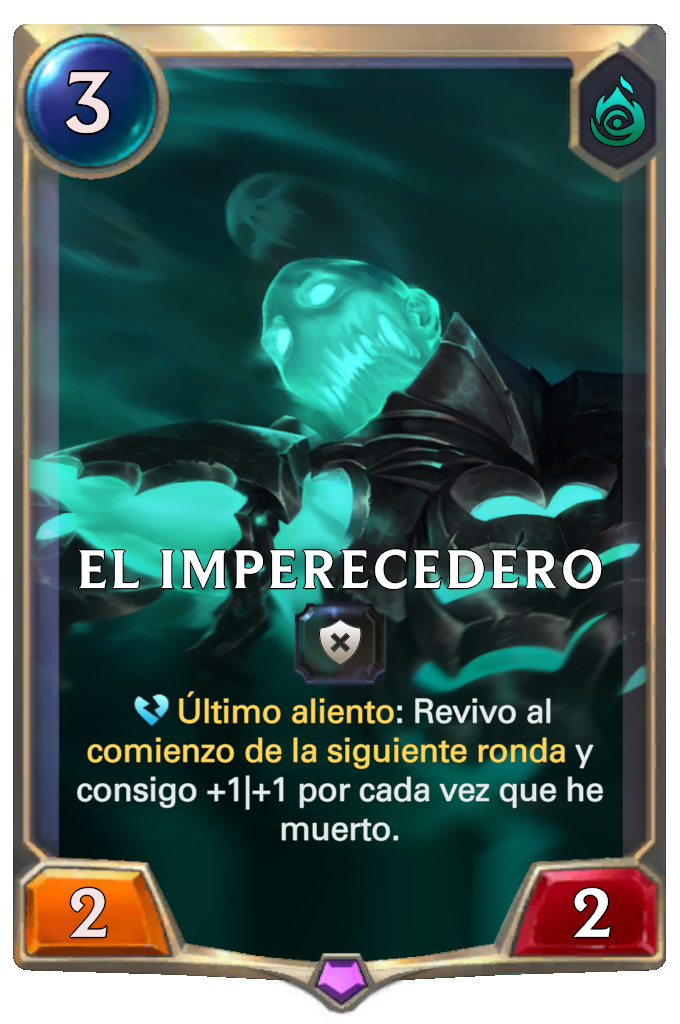 3
EL IMPERECEDERO
Último aliento: Revivo al
comienzo de la siguiente ronda y
consigo +1|+1 por cada vez que he
muerto.
2
2